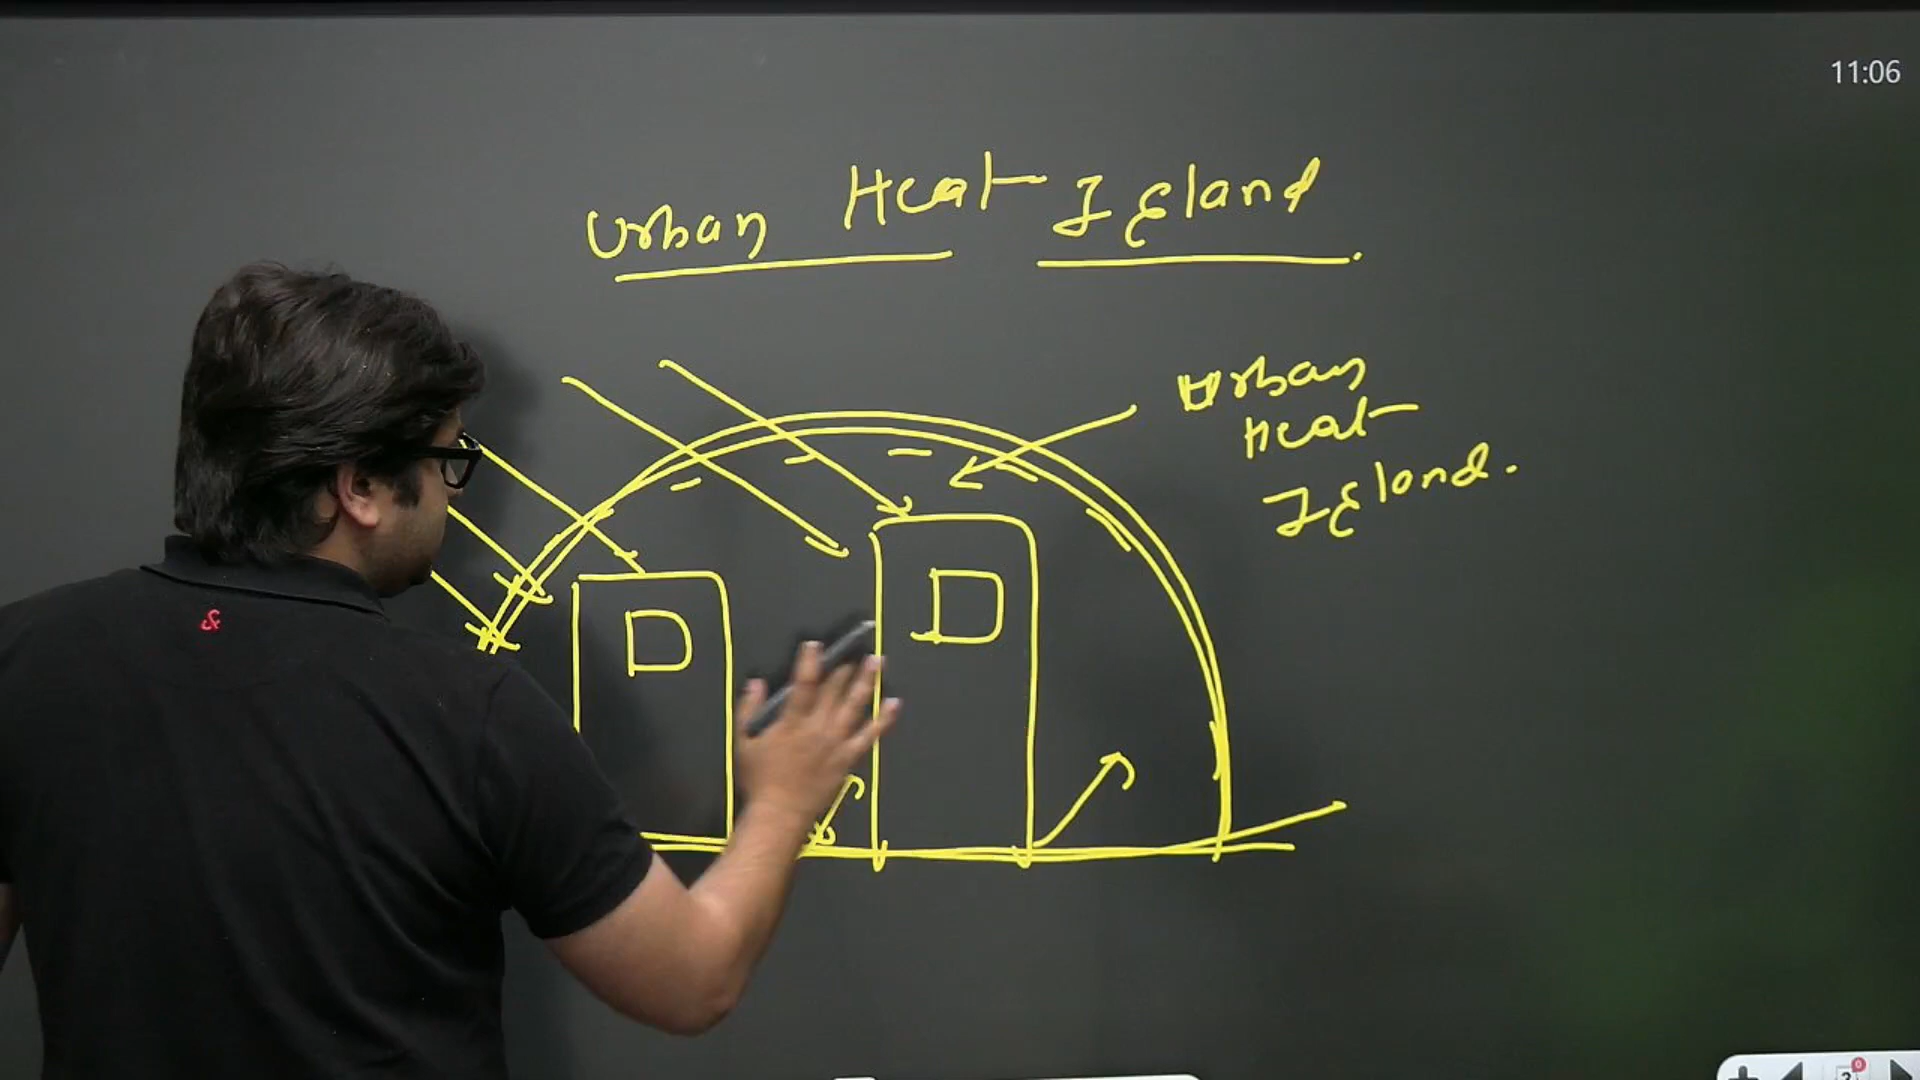 11:06
Urban Heat Island
Urban
Heat
Island.
D D